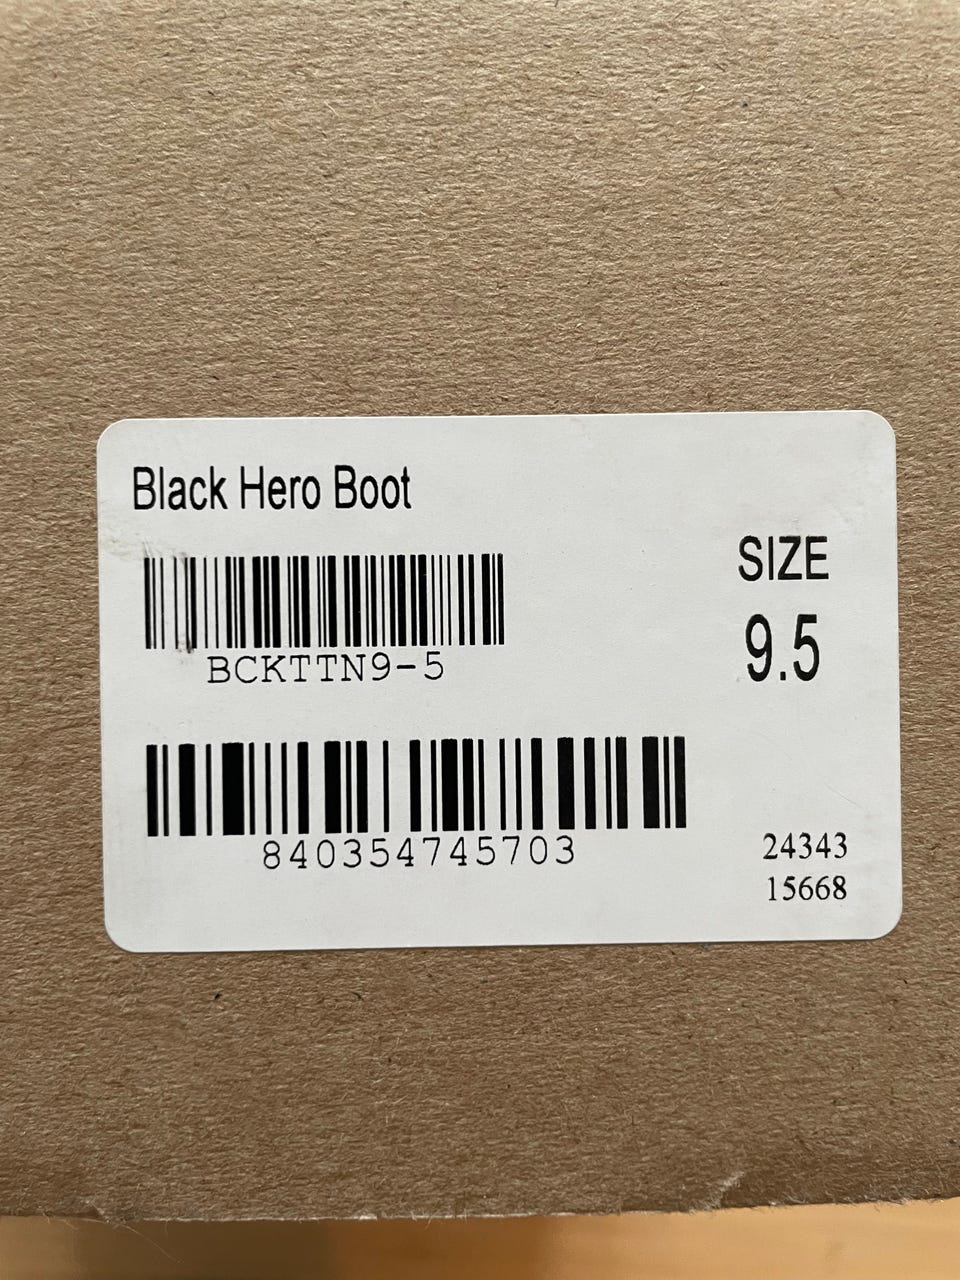 Black Hero Boot
BCKTTN9-5
SIZE
9.5
840354745703
24343
15668